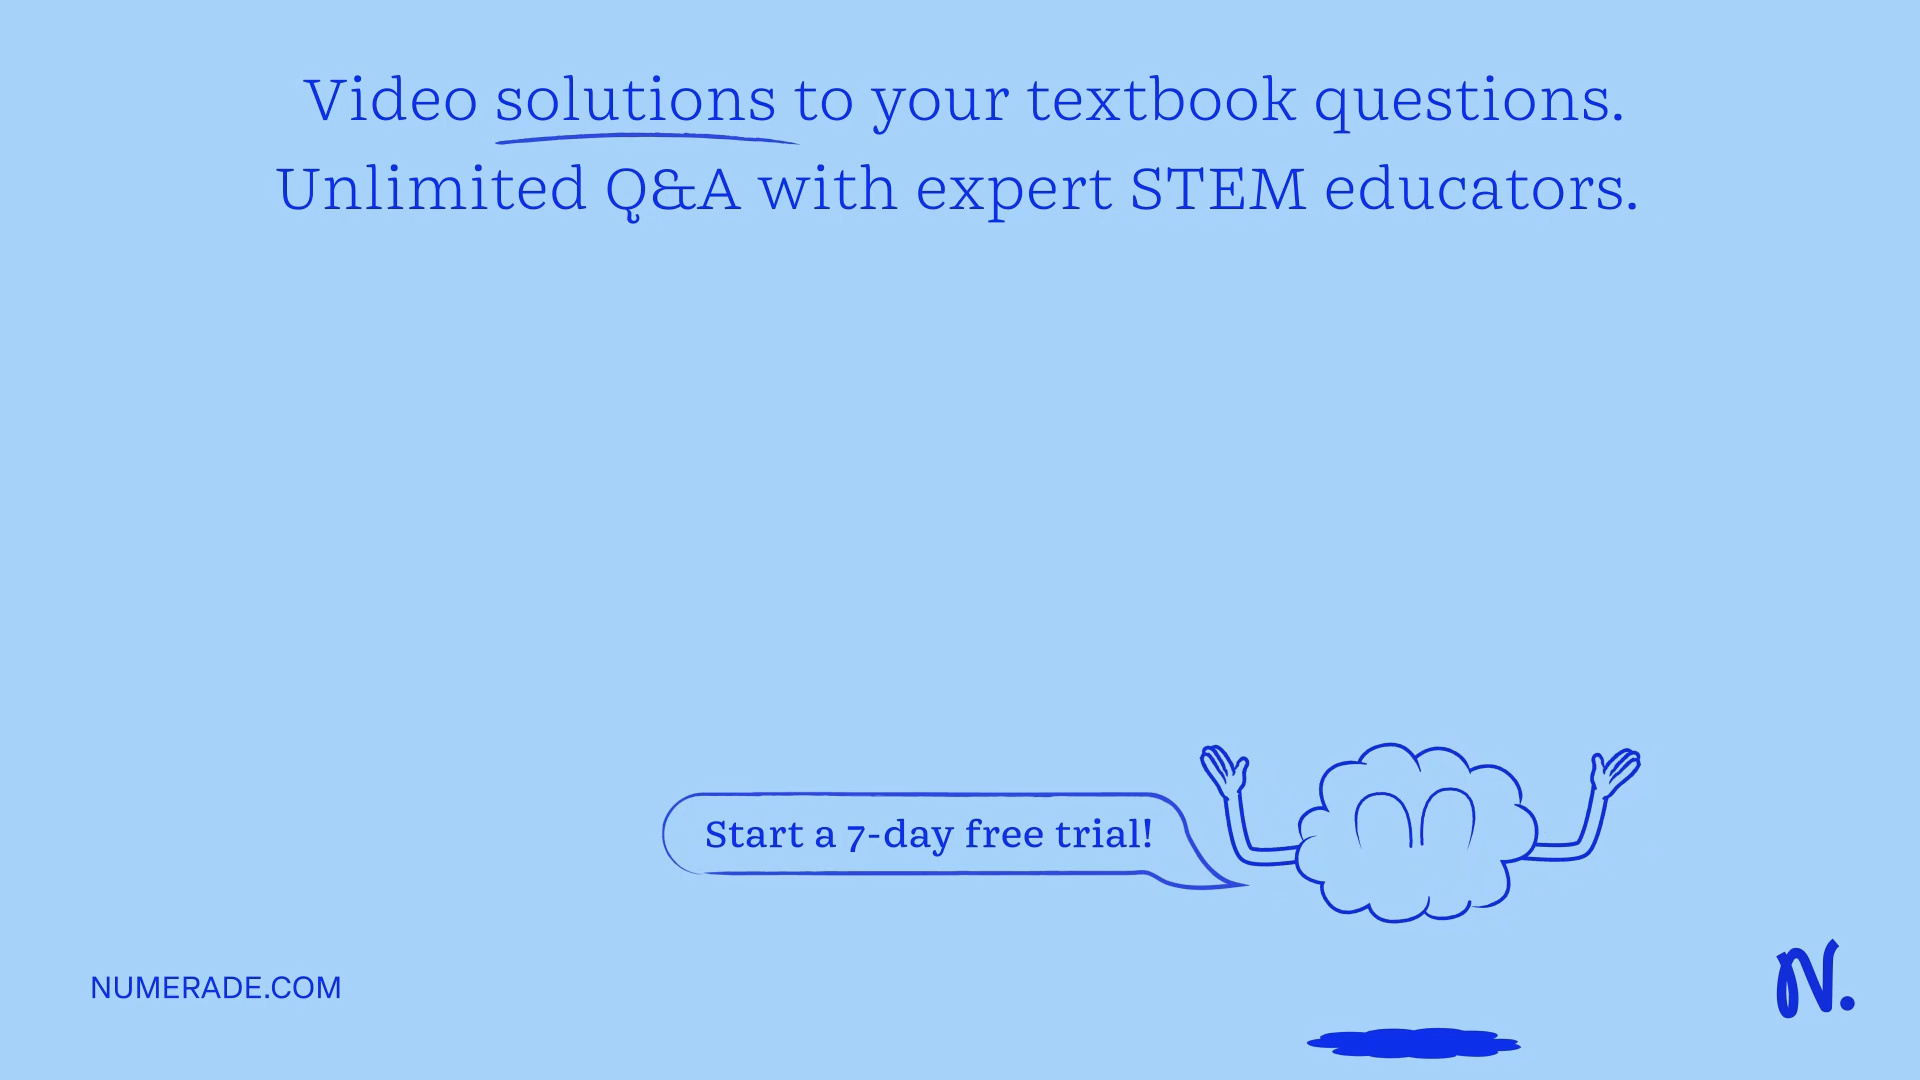 Video solutions to your textbook questions.
Unlimited Q&A with expert STEM educators.
Start a 7-day free trial!
NUMERADE.COM
N.